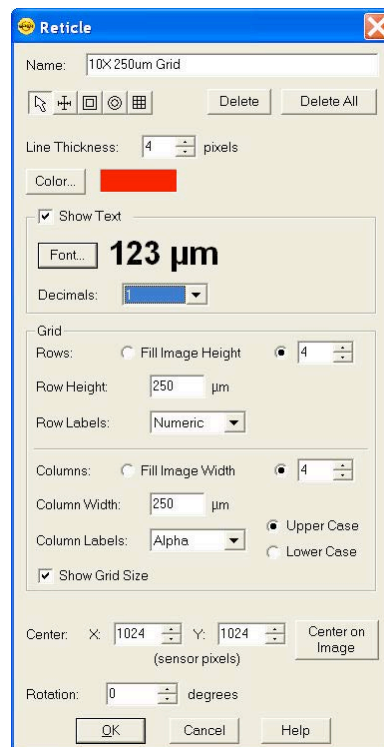 Reticle
Name: 10X 250um Grid
Delete Delete All
Line Thickness: 4 pixels
Color...
Show Text
Font... 123 µm
Decimals: 1
Grid
Rows: Fill Image Height 4
Row Height: 250 µm
Row Labels: Numeric
Columns: Fill Image Width 4
Column Width: 250 µm
Upper Case
Column Labels: Alpha
Lower Case
Show Grid Size
Center: X: 1024 Y: 1024 Center on Image
(sensor pixels)
Rotation: 0 degrees
OK Cancel Help